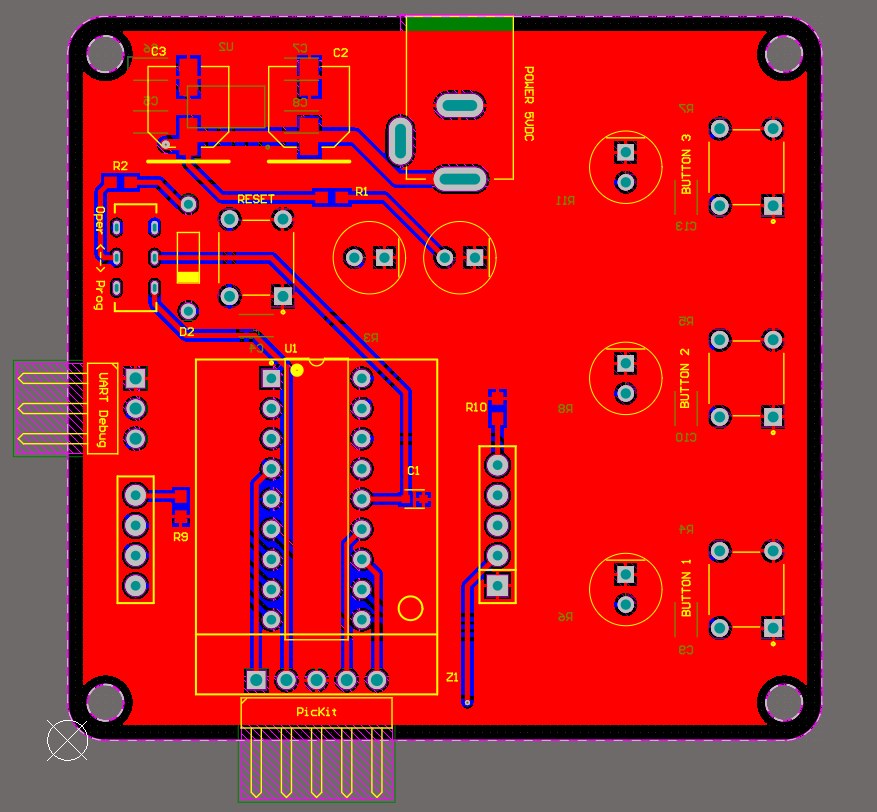 C6
C3
U2
C7
C2
C5
C8
POWER 5VDC
R7
BUTTON 3
R2
R1
RESET
R11
C13
Oper <--> Prog
D2
C4
U1
R3
R5
BUTTON 2
UART Debug
R10
R8
C10
C1
R9
R4
BUTTON 1
R6
C9
Z1
PicKit